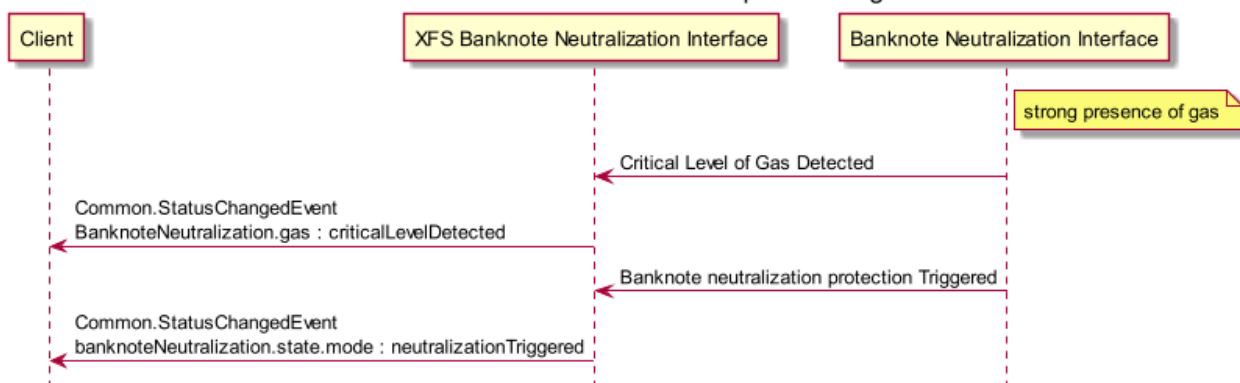 Client
XFS Banknote Neutralization Interface
Banknote Neutralization Interface
strong presence of gas
Critical Level of Gas Detected
Common.StatusChangedEvent
BanknoteNeutralization.gas : criticalLevelDetected
Banknote neutralization protection Triggered
Common.StatusChangedEvent
banknoteNeutralization.state.mode : neutralizationTriggered